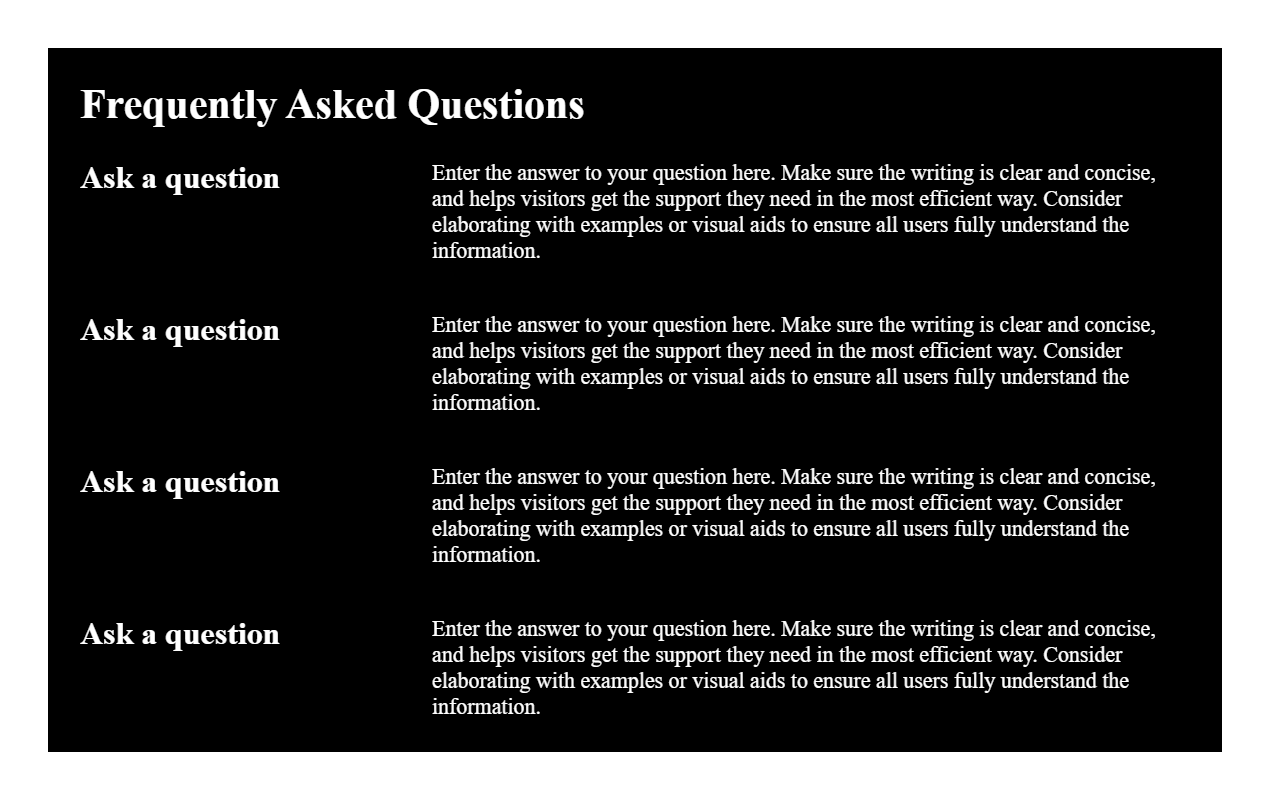 Frequently Asked Questions
Ask a question
Enter the answer to your question here. Make sure the writing is clear and concise,
and helps visitors get the support they need in the most efficient way. Consider
elaborating with examples or visual aids to ensure all users fully understand the
information.
Ask a question
Enter the answer to your question here. Make sure the writing is clear and concise,
and helps visitors get the support they need in the most efficient way. Consider
elaborating with examples or visual aids to ensure all users fully understand the
information.
Ask a question
Enter the answer to your question here. Make sure the writing is clear and concise,
and helps visitors get the support they need in the most efficient way. Consider
elaborating with examples or visual aids to ensure all users fully understand the
information.
Ask a question
Enter the answer to your question here. Make sure the writing is clear and concise,
and helps visitors get the support they need in the most efficient way. Consider
elaborating with examples or visual aids to ensure all users fully understand the
information.